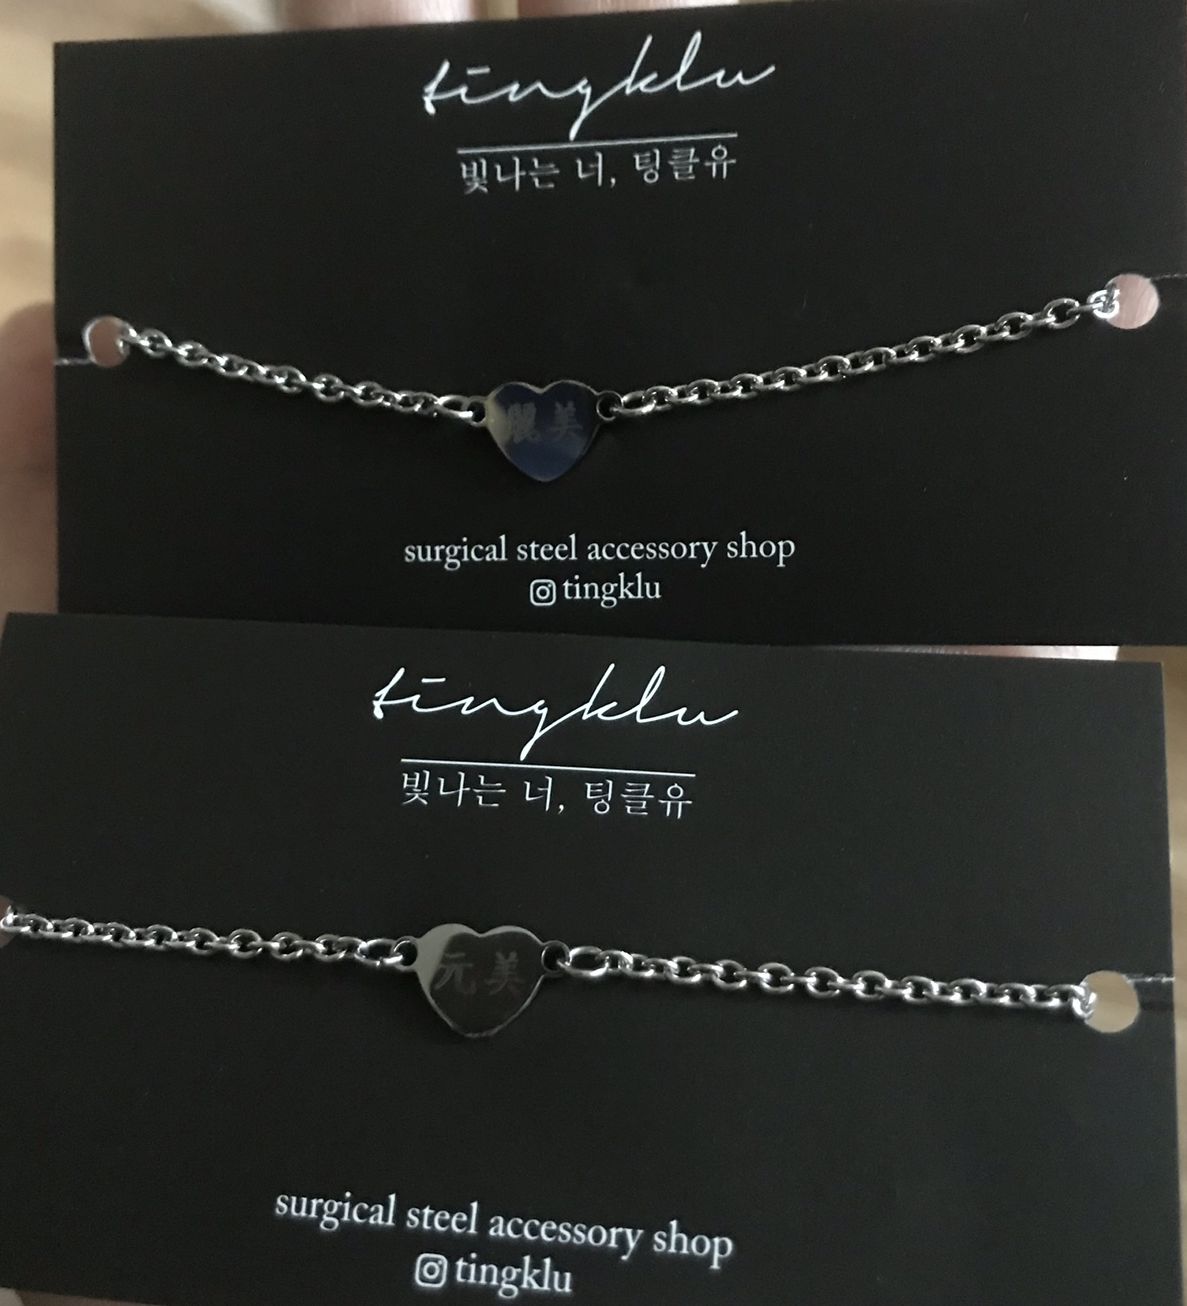 tingklu
빛나는 너, 팅클유
麗美
surgical steel accessory shop
tingklu
tingklu
빛나는 너, 팅클유
元美
surgical steel accessory shop
tingklu